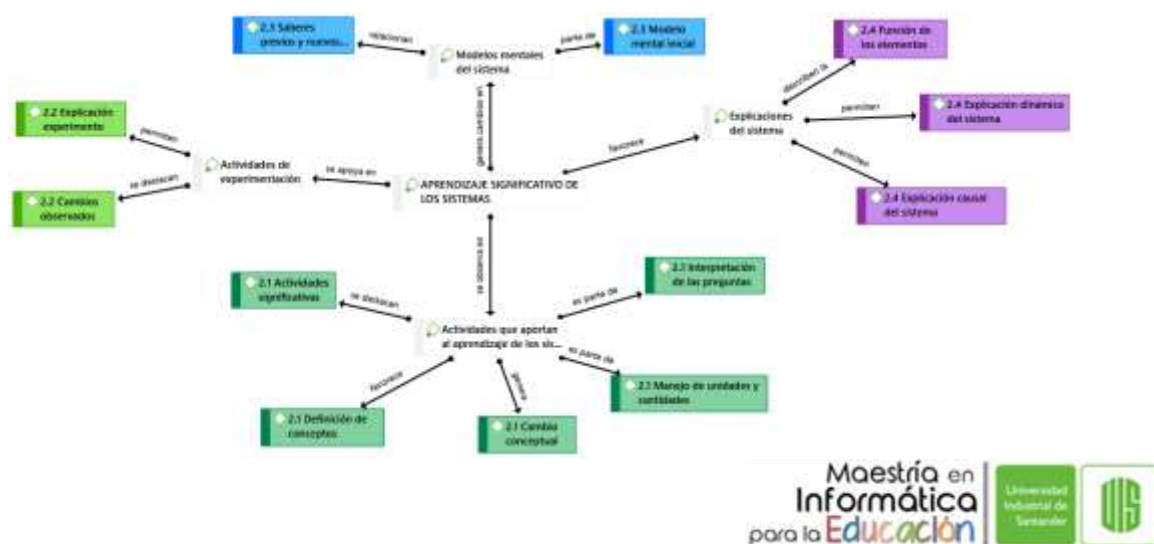 2.3 Saberes
previos y nuevos...
relacionan
Modelos mentales
del sistema
parte de
2.3 Modelo
mental inicial
2.4 Función de
los elementos
describen la
2.2 Explicación
experimento
permiten
genera cambios en
Explicaciones
del sistema
permiten
2.4 Explicación dinámica
del sistema
favorece
Actividades de
experimentación
se apoya en
APRENDIZAJE SIGNIFICATIVO DE
LOS SISTEMAS
permiten
2.4 Explicación causal
del sistema
se destacan
2.2 Cambios
observados
se observa en
2.1 Actividades
significativas
se destacan
es parte de
2.1 Interpretación
de las preguntas
Actividades que aportan
al aprendizaje de los sis...
favorece
genera
es parte de
2.1 Manejo de unidades y
cantidades
2.1 Definición de
conceptos
2.1 Cambio
conceptual
Maestría en
Informática
para la Educación
Universidad
Industrial de
Santander
UIS